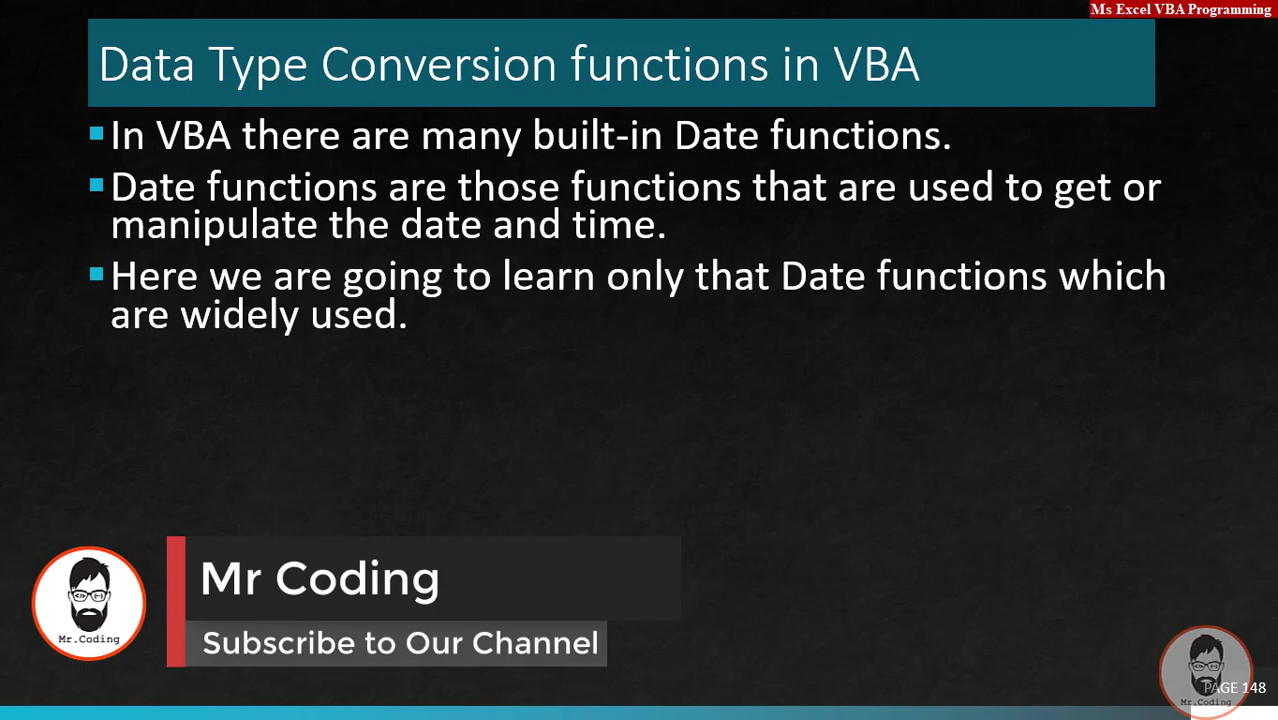 Ms Excel VBA Programming
Data Type Conversion functions in VBA
In VBA there are many built-in Date functions.
Date functions are those functions that are used to get or
manipulate the date and time.
Here we are going to learn only that Date functions which
are widely used.
Mr Coding
Mr.Coding
Subscribe to Our Channel
PAGE 148
Mr.Coding